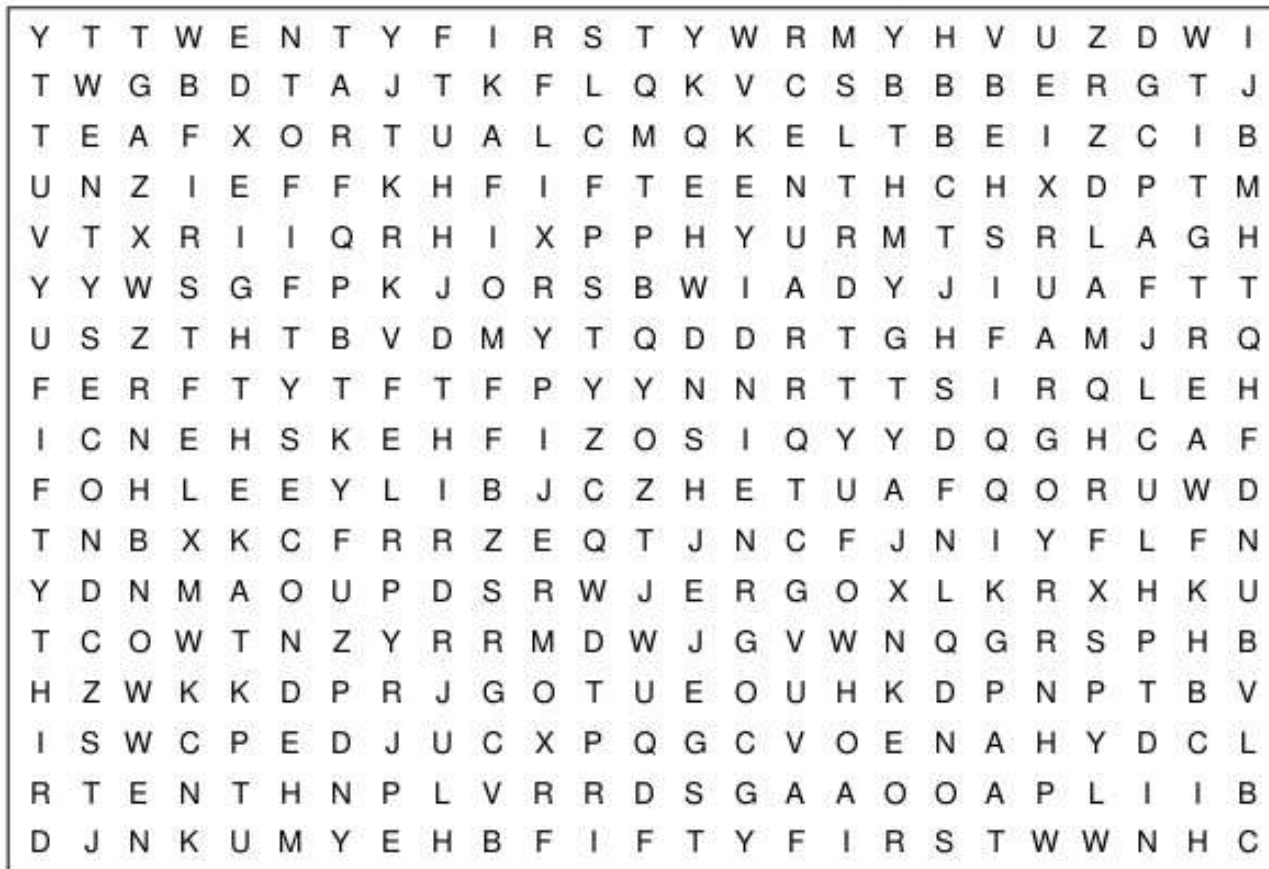 Y T T W E N T Y F I R S T Y W R M Y H V U Z D W I
T W G B D T A J T K F L Q K V C S B B B E R G T J
T E A F X O R T U A L C M Q K E L T B E I Z C I B
U N Z I E F F K H F I F T E E N T H C H X D P T M
V T X R I I Q R H I X P P H Y U R M T S R L A G H
Y Y W S G F P K J O R S B W I A D Y J I U A F T T
U S Z T H T B V D M Y T Q D D R T G H F A M J R Q
F E R F T Y T F T F P Y Y N N R T T S I R Q L E H
I C N E H S K E H F I Z O S I Q Y Y D Q G H C A F
F O H L E E Y L I B J C Z H E T U A F Q O R U W D
T N B X K C F R R Z E Q T J N C F J N I Y F L F N
Y D N M A O U P D S R W J E R G O X L K R X H K U
T C O W T N Z Y R R M D W J G V W N Q G R S P H B
H Z W K K D P R J G O T U E O U H K D P N P T B V
I S W C P E D J U C X P Q G C V O E N A H Y D C L
R T E N T H N P L V R R D S G A A O O A P L I I B
D J N K U M Y E H B F I F T Y F I R S T W W N H C